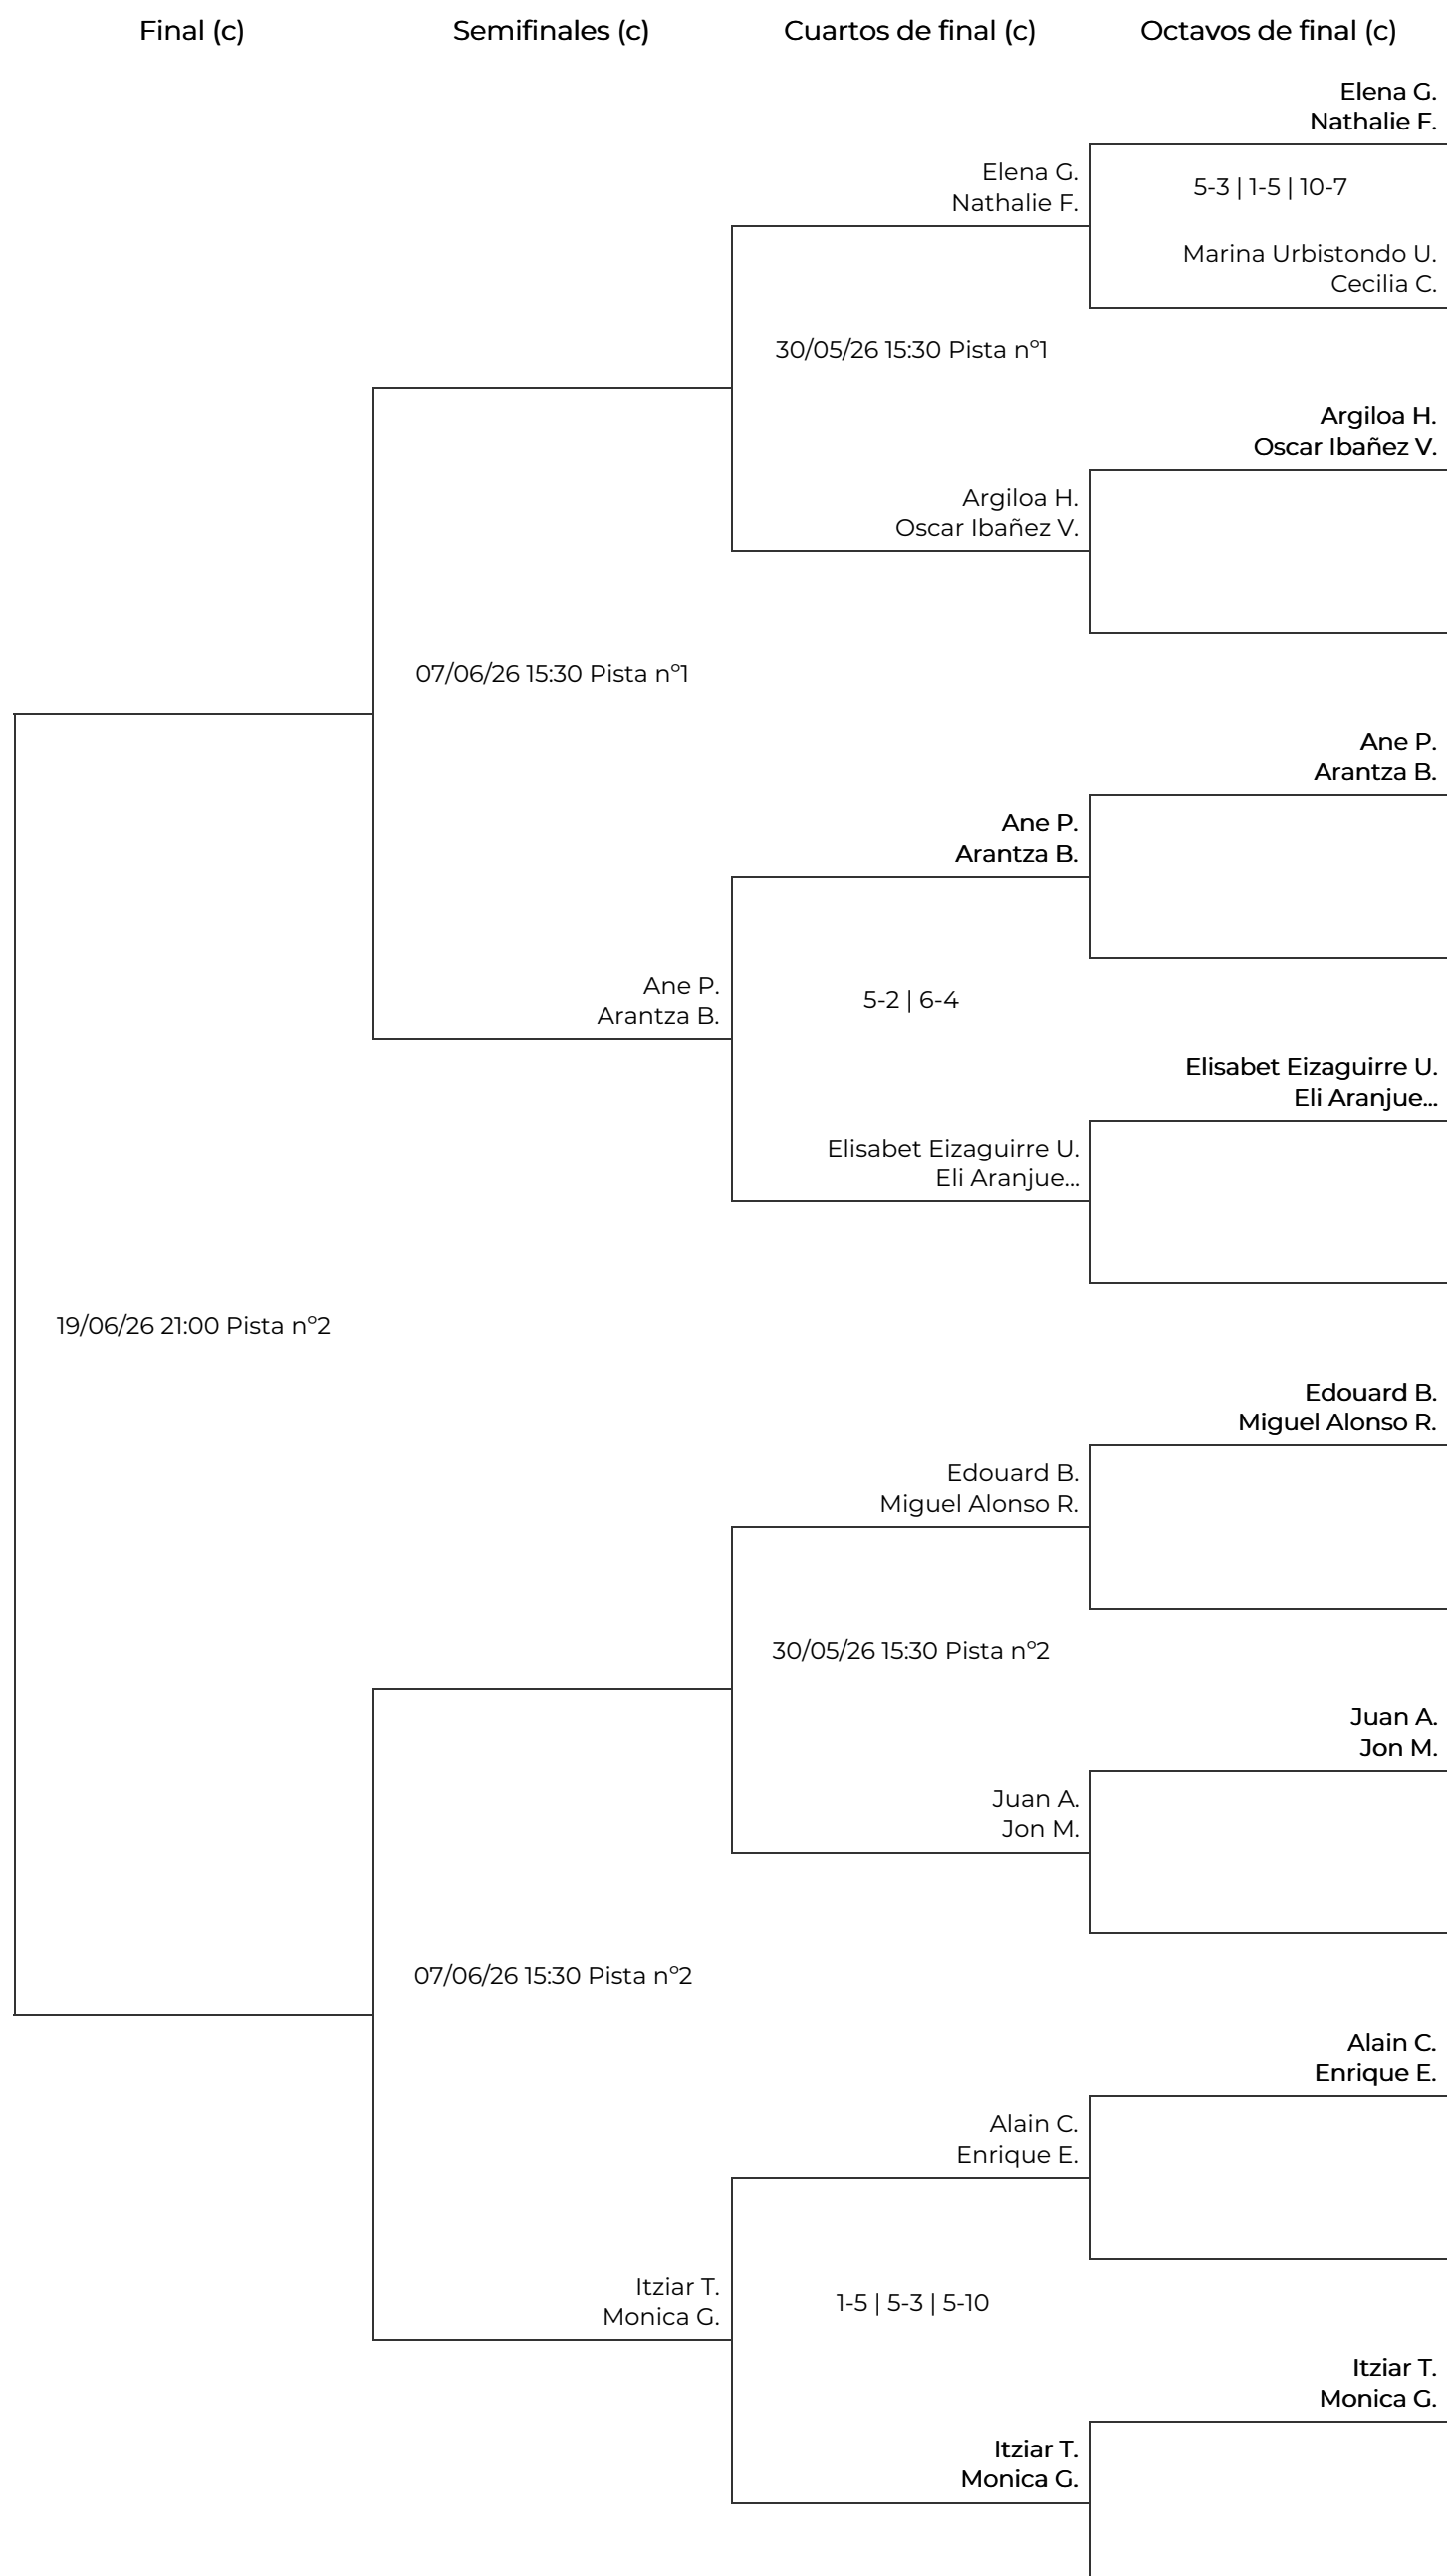 Final (c)
Semifinales (c)
Cuartos de final (c)
Octavos de final (c)
Elena G.
Nathalie F.
Elena G.
Nathalie F.
5-3 | 1-5 | 10-7
Marina Urbistondo U.
Cecilia C.
30/05/26 15:30 Pista nº1
Argiloa H.
Oscar Ibañez V.
Argiloa H.
Oscar Ibañez V.
07/06/26 15:30 Pista nº1
Ane P.
Arantza B.
Ane P.
Arantza B.
Ane P.
Arantza B.
5-2 | 6-4
Elisabet Eizaguirre U.
Eli Aranjue...
Elisabet Eizaguirre U.
Eli Aranjue...
19/06/26 21:00 Pista nº2
Edouard B.
Miguel Alonso R.
Edouard B.
Miguel Alonso R.
30/05/26 15:30 Pista nº2
Juan A.
Jon M.
Juan A.
Jon M.
07/06/26 15:30 Pista nº2
Alain C.
Enrique E.
Alain C.
Enrique E.
Itziar T.
Monica G.
1-5 | 5-3 | 5-10
Itziar T.
Monica G.
Itziar T.
Monica G.